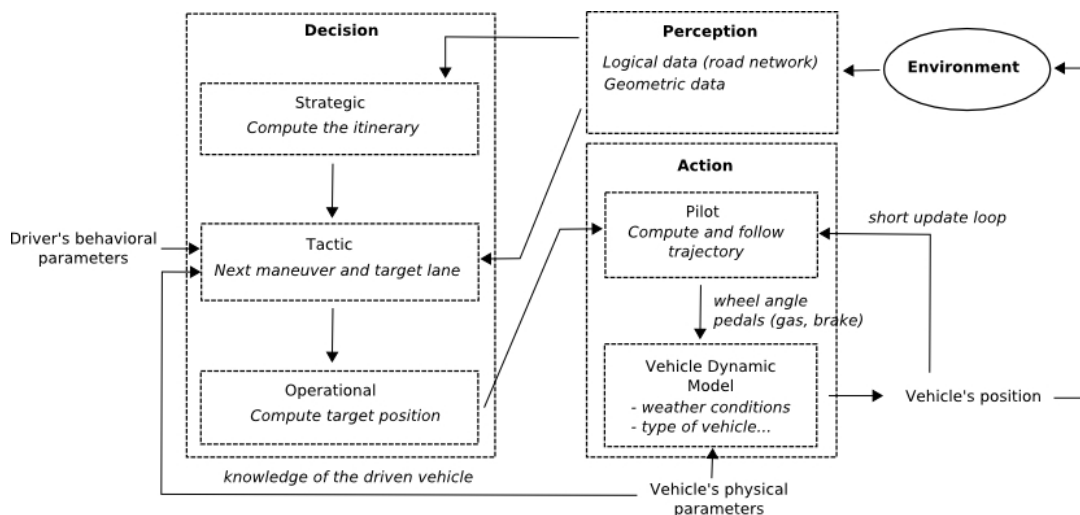 Decision
Strategic
Compute the itinerary
Driver's behavioral
parameters
Tactic
Next maneuver and target lane
Operational
Compute target position
knowledge of the driven vehicle
Perception
Logical data (road network)
Geometric data
Environment
Action
Pilot
Compute and follow
trajectory
short update loop
wheel angle
pedals (gas, brake)
Vehicle Dynamic
Model
- weather conditions
- type of vehicle...
Vehicle's position
Vehicle's physical
parameters